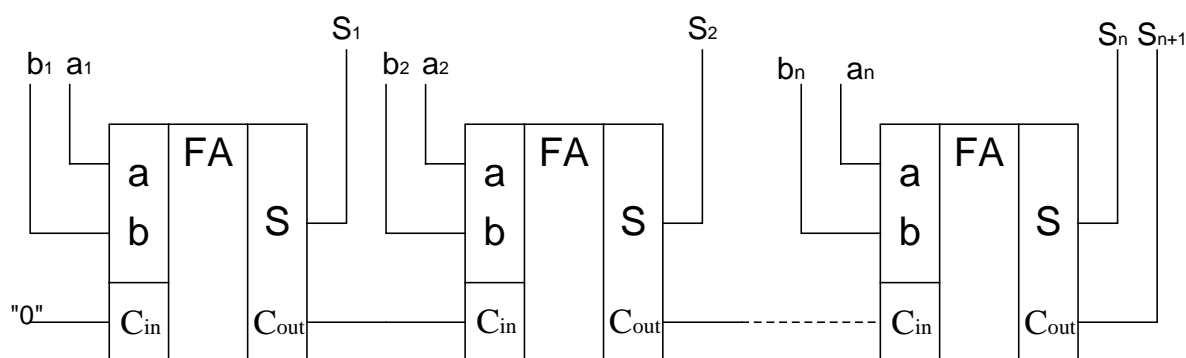 S1 S2 Sn Sn+1
b1 a1 b2 a2 bn an
FA FA FA
a a a
b S b S b S
"0" Cin Cout Cin Cout Cin Cout